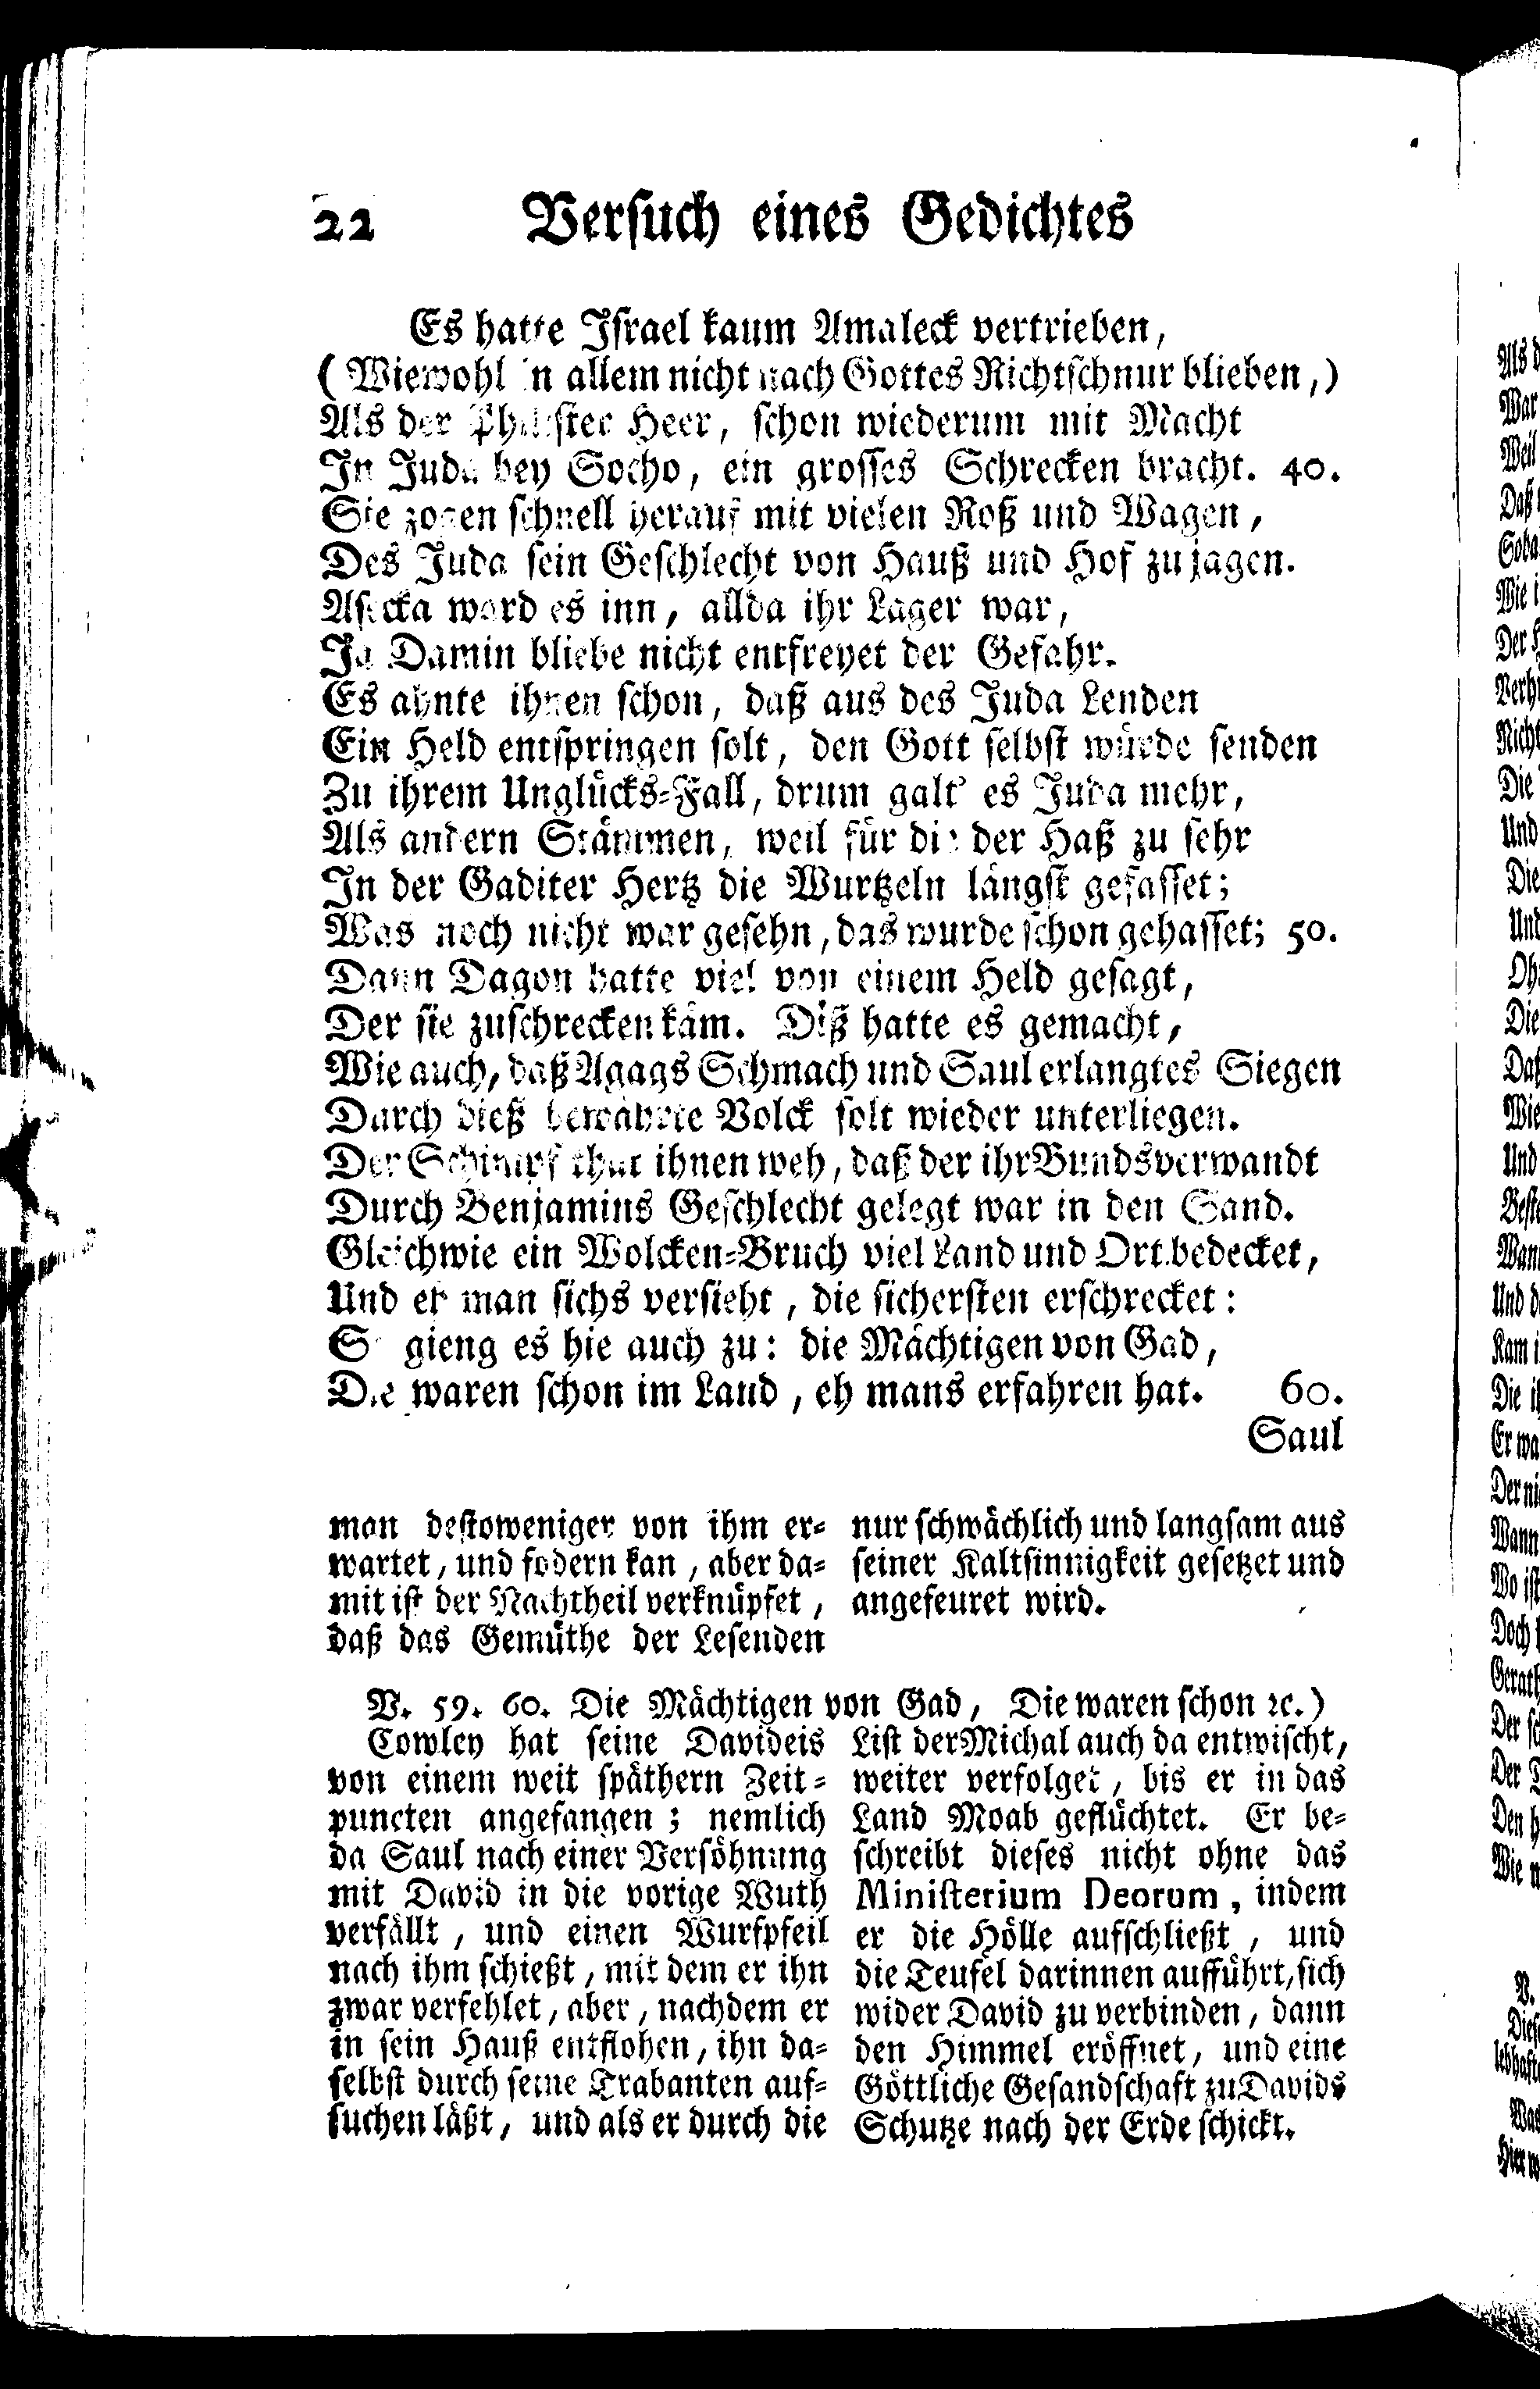 22 Versuch eines Gedichtes
Es hatte Israel kaum Amaleck vertrieben,
( Wiewohl in allem nicht nach Gottes Richtschnur blieben,)
Als der Philister Heer, schon wiederum mit Macht
In Juda bey Socho, ein grosses Schrecken bracht. 40.
Sie zogen schnell herauf mit vielen Roß und Wagen,
Des Juda sein Geschlecht von Hauß und Hof zu jagen.
Asecka ward es inn, allda ihr Lager war,
Ja Damin bliebe nicht entfreyet der Gefahr.
Es ahnte ihnen schon, daß aus des Juda Lenden
Ein Held entspringen solt, den Gott selbst würde senden
Zu ihrem Unglücks-Fall, drum galt es Juda mehr,
Als andern Stämmen, weil für die der Haß zu sehr
In der Gaditer Hertz die Wurtzeln längst gefasset;
Was noch nicht war gesehn, das wurde schon gehasset; 50.
Dann Dagon hatte viel von einem Held gesagt,
Der sie zuschrecken käm. Diß hatte es gemacht,
Wie auch, daß Agags Schmach und Saul erlangtes Siegen
Durch dieß bewährte Volck solt wieder unterliegen.
Der Schimpf that ihnen weh, daß der ihr Bundsverwandt
Durch Benjamins Geschlecht gelegt war in den Sand.
Gleichwie ein Wolcken-Bruch viel Land und Ort bedecket,
Und eh man sichs versieht, die sichersten erschrecket:
So gieng es hie auch zu: die Mächtigen von Gad,
Die waren schon im Land, eh mans erfahren hat. 60.
Saul
man destoweniger von ihm er-
wartet, und fodern kan, aber da-
mit ist der Nachtheil verknüpfet,
daß das Gemüthe der Lesenden
nur schwächlich und langsam aus
seiner Kaltsinnigkeit gesetzet und
angefeuret wird.
V. 59. 60. Die Mächtigen von Gad, Die waren schon ꝛc.)
Cowley hat seine Davideis
von einem weit späthern Zeit-
puncten angefangen; nemlich
da Saul nach einer Versöhnung
mit David in die vorige Wuth
verfällt, und einen Wurfpfeil
nach ihm schießt, mit dem er ihn
zwar verfehlet, aber, nachdem er
in sein Hauß entflohen, ihn da-
selbst durch seine Trabanten auf-
suchen läßt, und als er durch die
List der Michal auch da entwischt,
weiter verfolget, bis er in das
Land Moab geflüchtet. Er be-
schreibt dieses nicht ohne das
Ministerium Deorum, indem
er die Hölle aufschließt, und
die Teufel darinnen aufführt, sich
wider David zu verbinden, dann
den Himmel eröffnet, und eine
Göttliche Gesandschaft zu Davids
Schutze nach der Erde schickt.